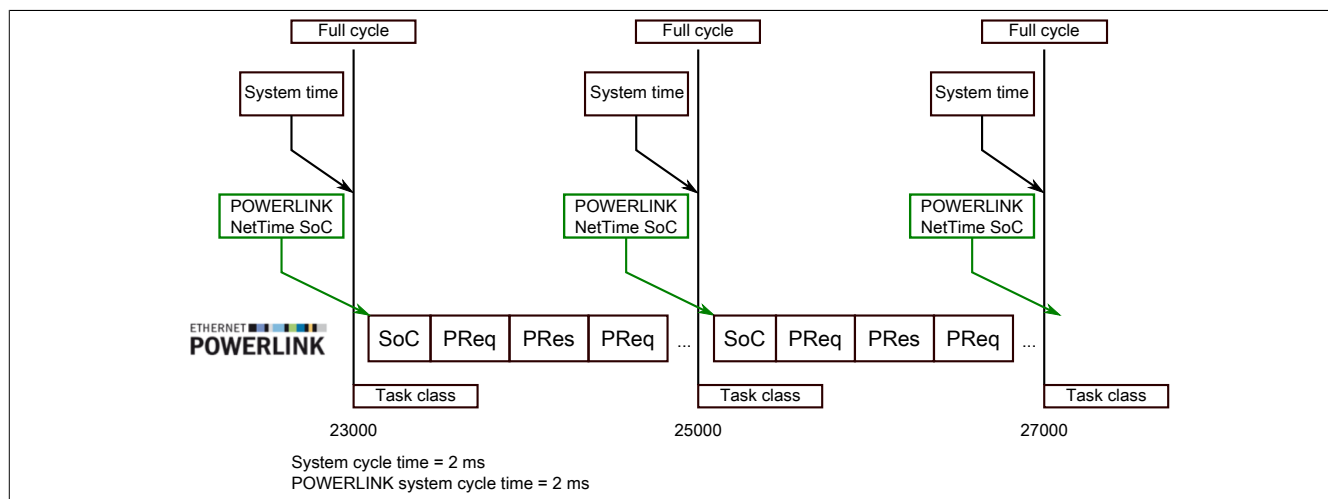 Full cycle Full cycle Full cycle
System time System time System time
POWERLINK POWERLINK POWERLINK
NetTime SoC NetTime SoC NetTime SoC
ETHERNET
POWERLINK
SoC PReq PRes PReq ... SoC PReq PRes PReq ...
Task class Task class Task class
23000 25000 27000
System cycle time = 2 ms
POWERLINK system cycle time = 2 ms